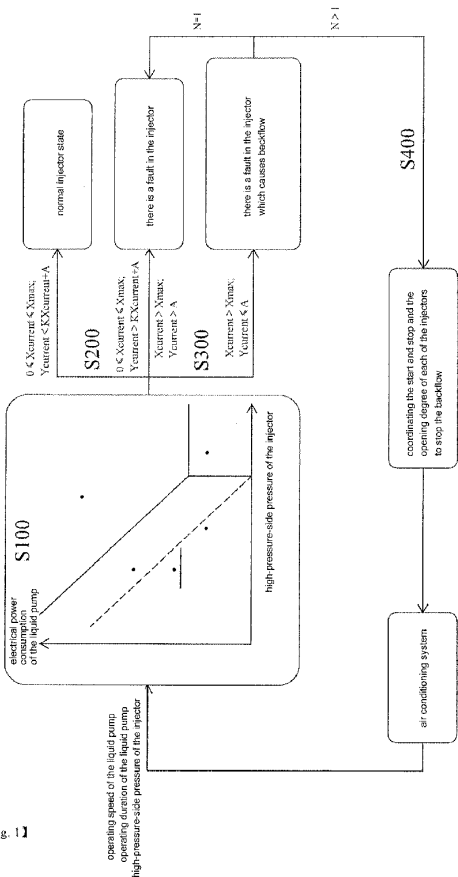 operating speed of the liquid pump
operating duration of the liquid pump
high-pressure-side pressure of the injector
S100
electrical power
consumption
of the liquid pump
high-pressure-side pressure of the injector
0 ≤ Xcurrent ≤ Xmax;
Ycurrent < KXcurrent+A
S200
0 ≤ Xcurrent ≤ Xmax;
Ycurrent > KXcurrent+A
Xcurrent > Xmax;
Ycurrent > A
S300
Xcurrent > Xmax;
Ycurrent ≤ A
normal injector state
there is a fault in the injector
there is a fault in the injector
which causes backflow
N=1
N > 1
S400
coordinating the start and stop and the
opening degree of each of the injectors
to stop the backflow
air conditioning system
g. 1】